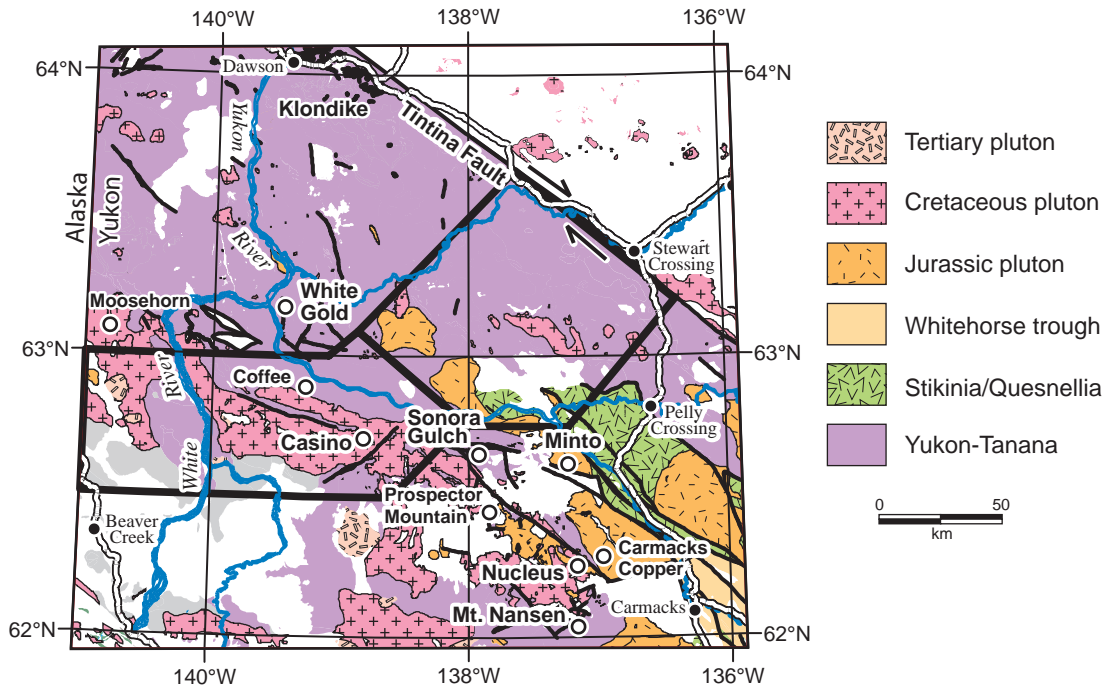 140°W
138°W
136°W
64°N
64°N
Dawson
Klondike
Yukon
River
Tintina Fault
Alaska
Yukon
Stewart
Crossing
Moosehorn
White
Gold
63°N
63°N
Coffee
River
White
Sonora
Gulch
Casino
Minto
Pelly
Crossing
Prospector
Mountain
Beaver
Creek
Carmacks
Copper
Nucleus
Mt. Nansen
Carmacks
62°N
62°N
140°W
138°W
136°W
Tertiary pluton
Cretaceous pluton
Jurassic pluton
Whitehorse trough
Stikinia/Quesnellia
Yukon-Tanana
0
50
km